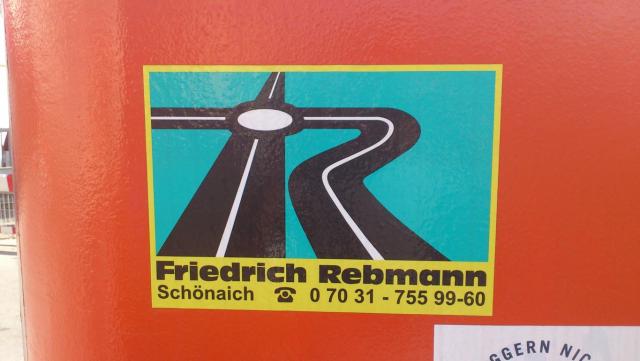 Friedrich Rebmann
Schönaich ☎ 0 70 31 - 755 99-60